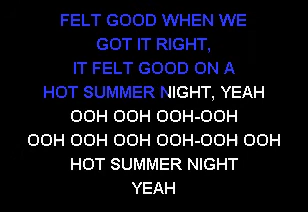 FELT GOOD WHEN WE
GOT IT RIGHT,
IT FELT GOOD ON A
HOT SUMMER NIGHT, YEAH
OOH OOH OOH-OOH
OOH OOH OOH OOH-OOH OOH
HOT SUMMER NIGHT
YEAH